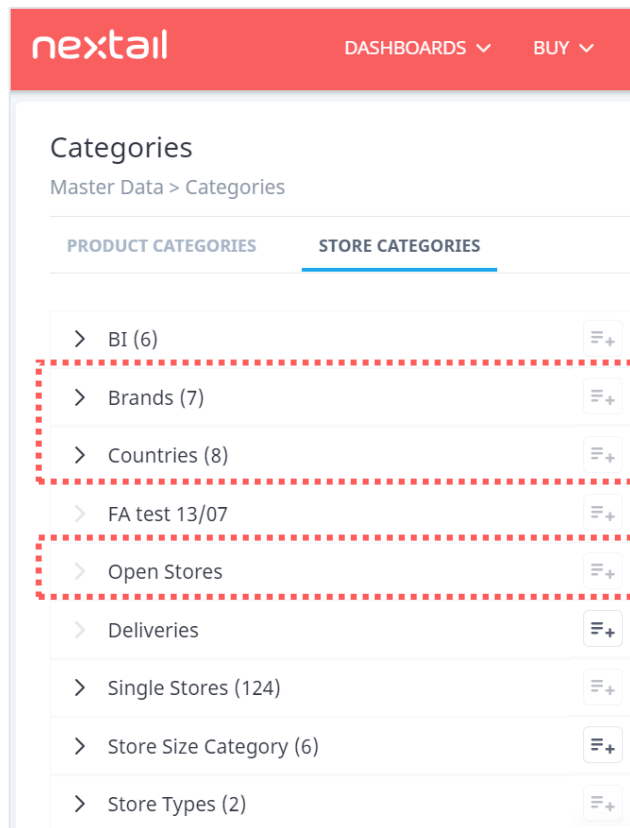 nextail
DASHBOARDS BUY
Categories
Master Data > Categories
PRODUCT CATEGORIES STORE CATEGORIES
BI (6)
Brands (7)
Countries (8)
FA test 13/07
Open Stores
Deliveries
Single Stores (124)
Store Size Category (6)
Store Types (2)